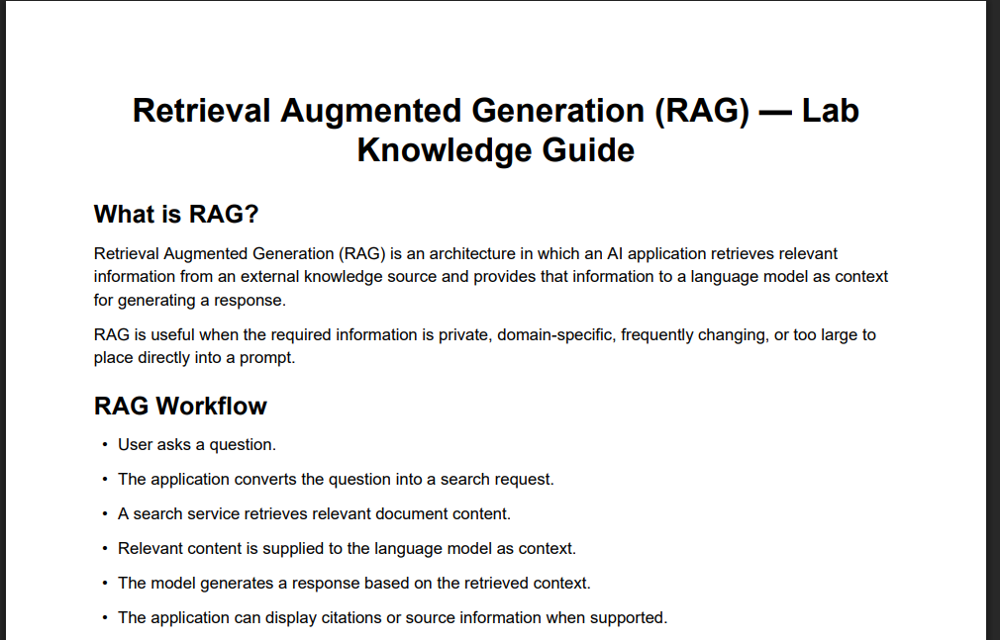 Retrieval Augmented Generation (RAG) — Lab
Knowledge Guide
What is RAG?
Retrieval Augmented Generation (RAG) is an architecture in which an AI application retrieves relevant
information from an external knowledge source and provides that information to a language model as context
for generating a response.
RAG is useful when the required information is private, domain-specific, frequently changing, or too large to
place directly into a prompt.
RAG Workflow
• User asks a question.
• The application converts the question into a search request.
• A search service retrieves relevant document content.
• Relevant content is supplied to the language model as context.
• The model generates a response based on the retrieved context.
• The application can display citations or source information when supported.